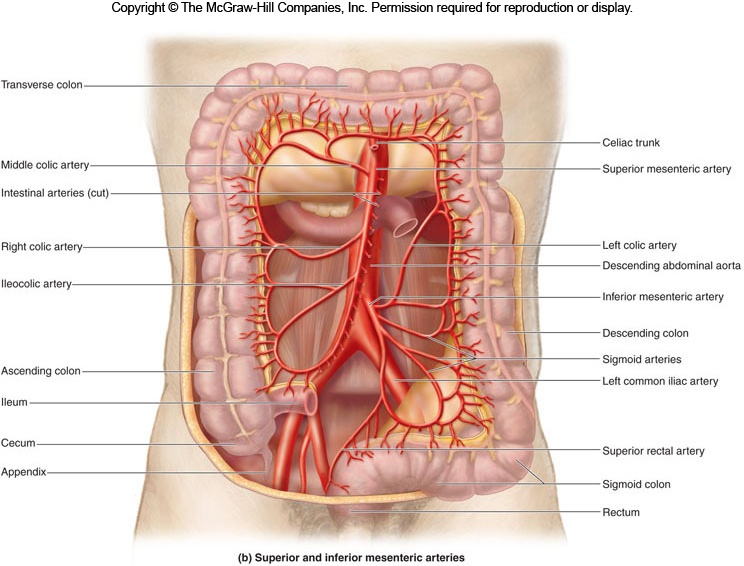 Copyright © The McGraw-Hill Companies, Inc. Permission required for reproduction or display.
Transverse colon
Middle colic artery
Intestinal arteries (cut)
Right colic artery
Ileocolic artery
Ascending colon
Ileum
Cecum
Appendix
Celiac trunk
Superior mesenteric artery
Left colic artery
Descending abdominal aorta
Inferior mesenteric artery
Descending colon
Sigmoid arteries
Left common iliac artery
Superior rectal artery
Sigmoid colon
Rectum
(b) Superior and inferior mesenteric arteries